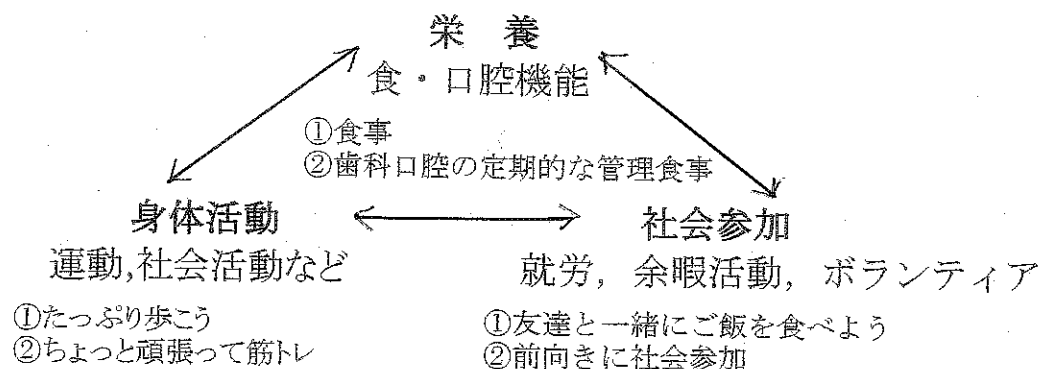 栄 養
食・口腔機能
①食事
②歯科口腔の定期的な管理食事
身体活動
運動,社会活動など
①たっぷり歩こう
②ちょっと頑張って筋トレ
社会参加
就労, 余暇活動, ボランティア
①友達と一緒にご飯を食べよう
②前向きに社会参加